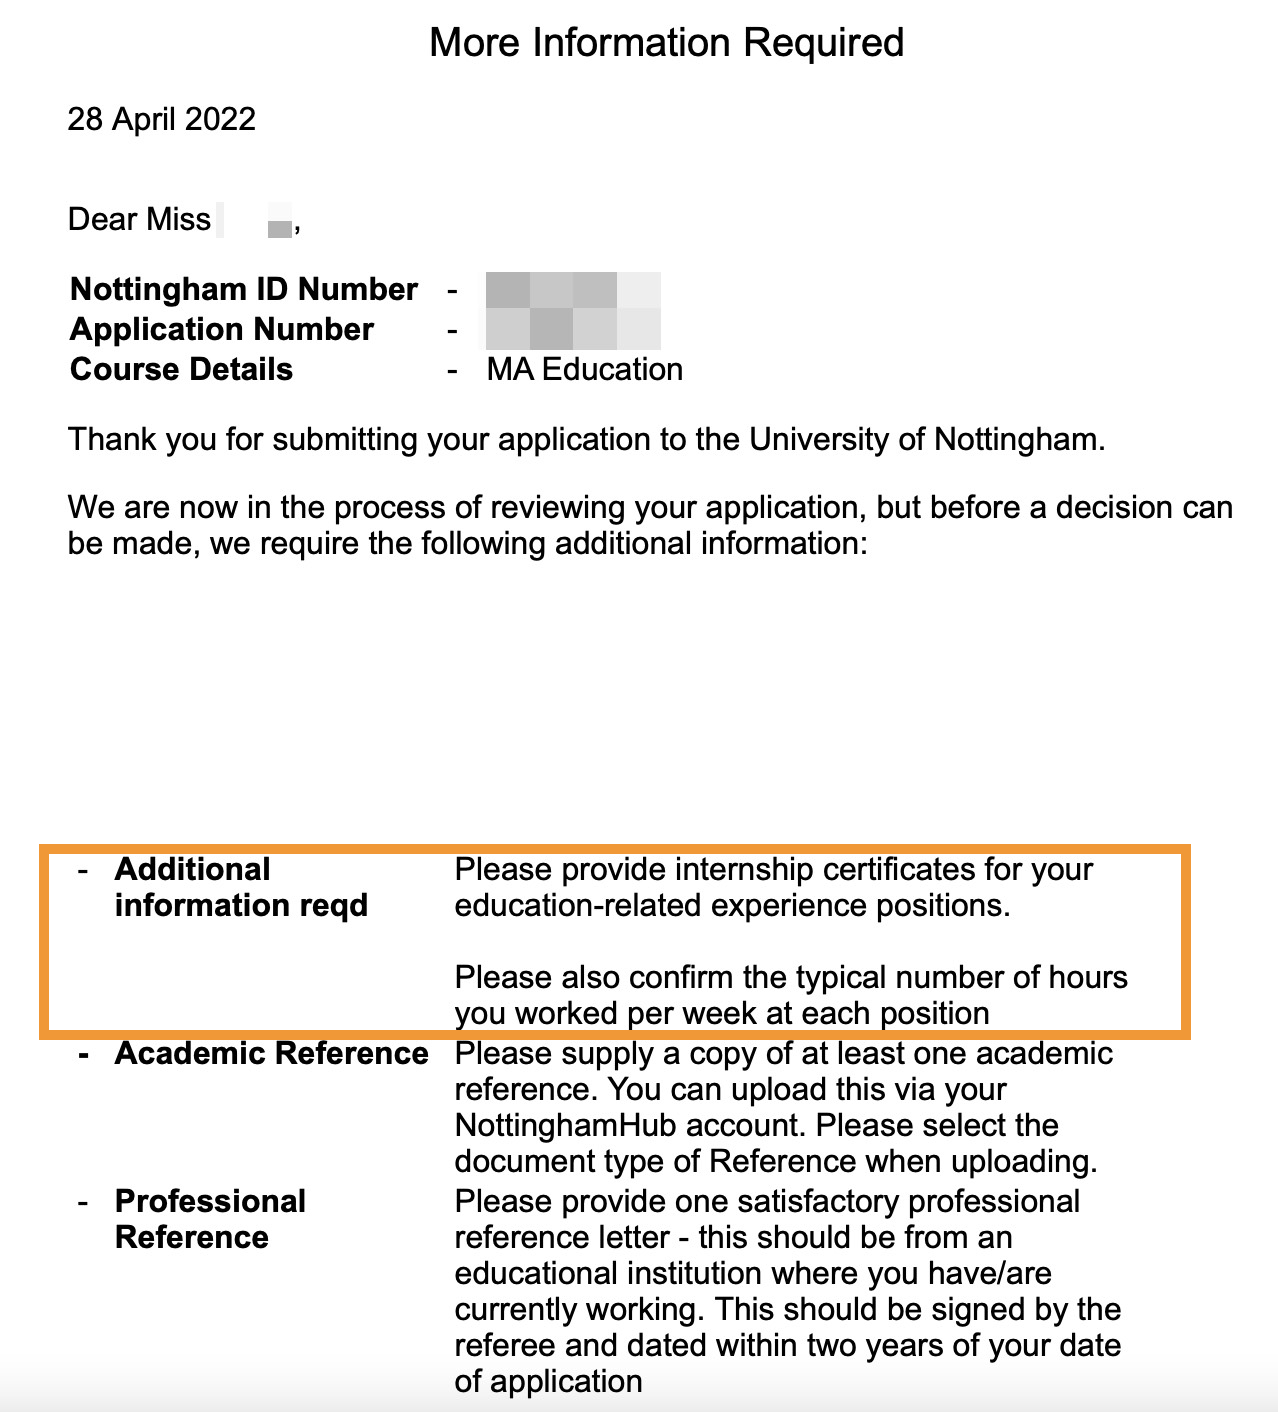 More Information Required
28 April 2022
Dear Miss ,
Nottingham ID Number -
Application Number -
Course Details - MA Education
Thank you for submitting your application to the University of Nottingham.
We are now in the process of reviewing your application, but before a decision can
be made, we require the following additional information:
- Additional Please provide internship certificates for your
information reqd education-related experience positions.
Please also confirm the typical number of hours
you worked per week at each position
- Academic Reference Please supply a copy of at least one academic
reference. You can upload this via your
NottinghamHub account. Please select the
document type of Reference when uploading.
- Professional Please provide one satisfactory professional
Reference reference letter - this should be from an
educational institution where you have/are
currently working. This should be signed by the
referee and dated within two years of your date
of application